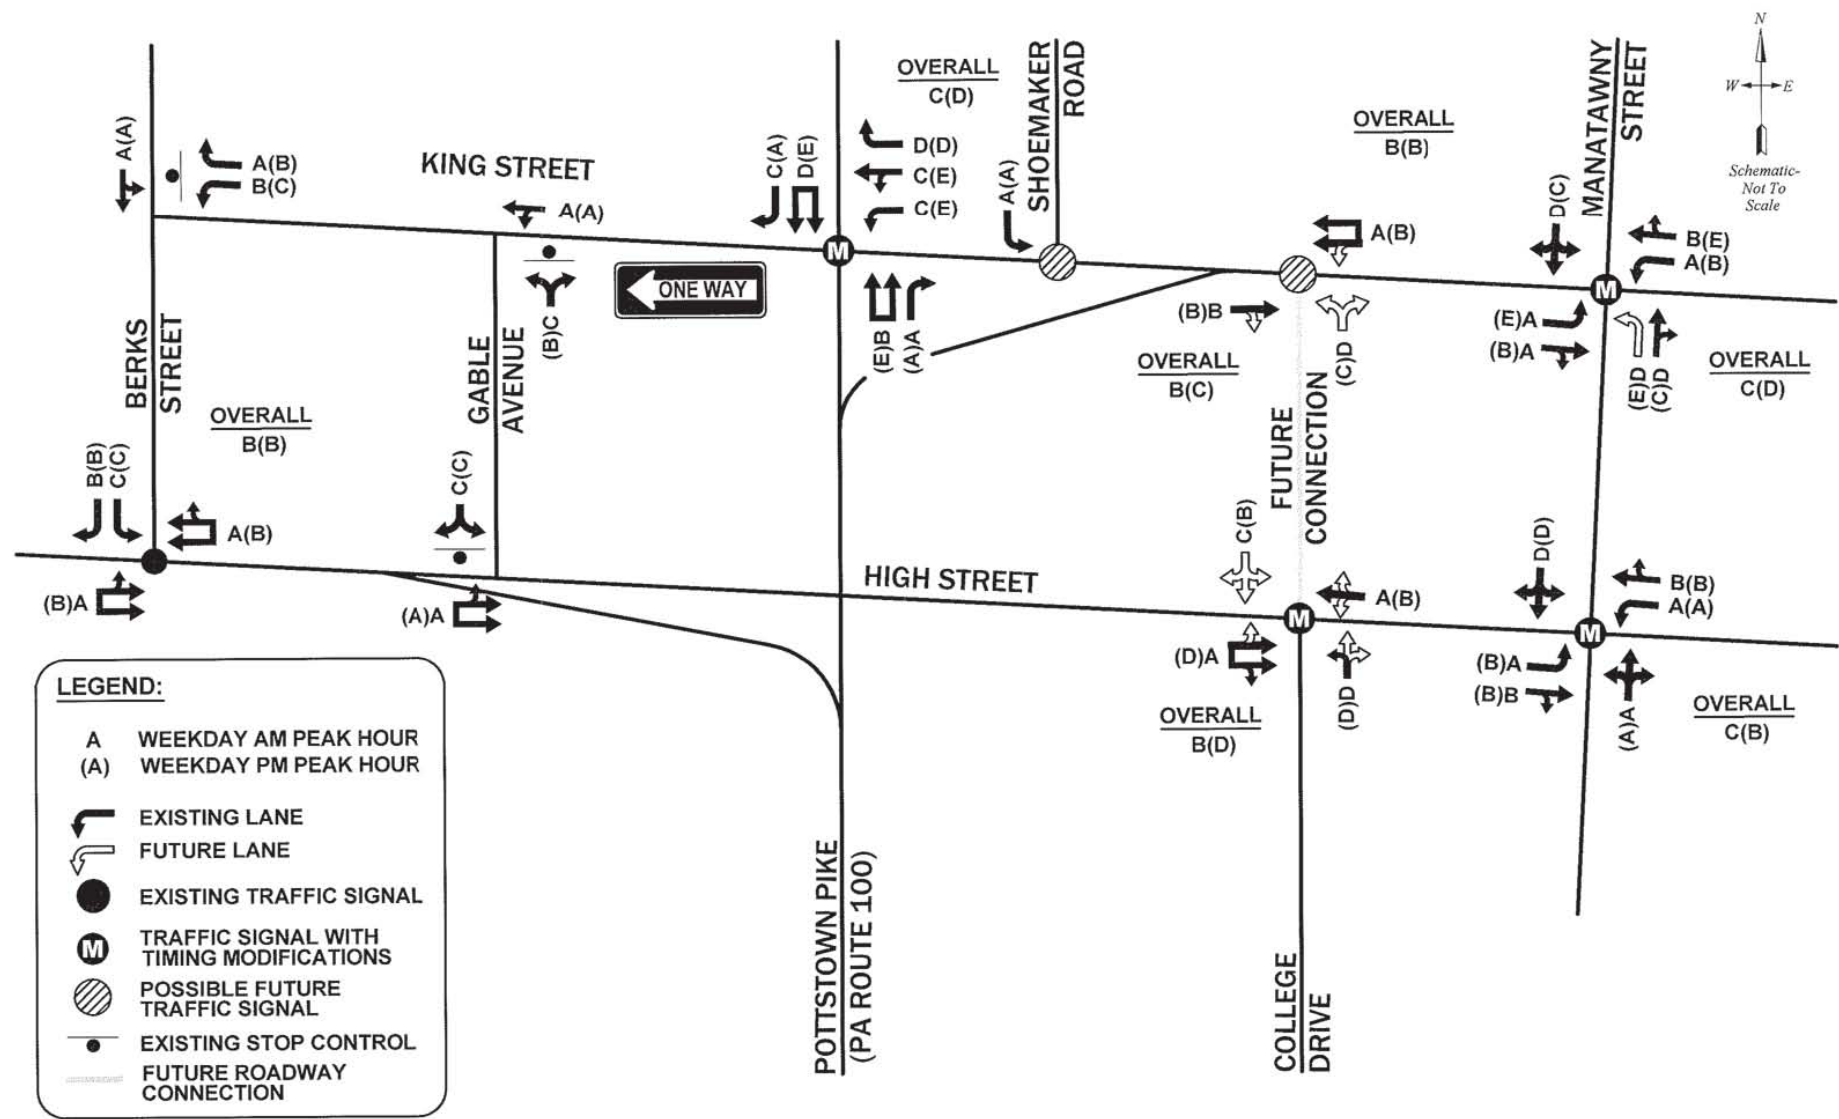 N
W
E
Schematic-
Not To
Scale
OVERALL
C(D)
SHOEMAKER
ROAD
OVERALL
B(B)
MANATAWNY
STREET
A(A)
A(B)
B(C)
KING STREET
A(A)
C(A)
D(E)
D(D)
C(E)
C(E)
A(A)
A(B)
D(C)
B(E)
A(B)
M
M
ONE WAY
(B)C
(E)B
(A)A
(B)B
(C)D
(E)A
(B)A
(E)D
(C)D
BERKS
STREET
GABLE
AVENUE
OVERALL
B(C)
OVERALL
C(D)
OVERALL
B(B)
FUTURE
CONNECTION
B(B)
C(C)
A(B)
C(C)
C(B)
D(D)
HIGH STREET
A(B)
B(B)
A(A)
M
M
(B)A
(A)A
(D)A
(D)D
(B)A
(B)B
(A)A
OVERALL
B(D)
OVERALL
C(B)
LEGEND:
A WEEKDAY AM PEAK HOUR
(A) WEEKDAY PM PEAK HOUR
EXISTING LANE
FUTURE LANE
EXISTING TRAFFIC SIGNAL
M TRAFFIC SIGNAL WITH
TIMING MODIFICATIONS
POSSIBLE FUTURE
TRAFFIC SIGNAL
EXISTING STOP CONTROL
FUTURE ROADWAY
CONNECTION
POTTSTOWN PIKE
(PA ROUTE 100)
COLLEGE
DRIVE